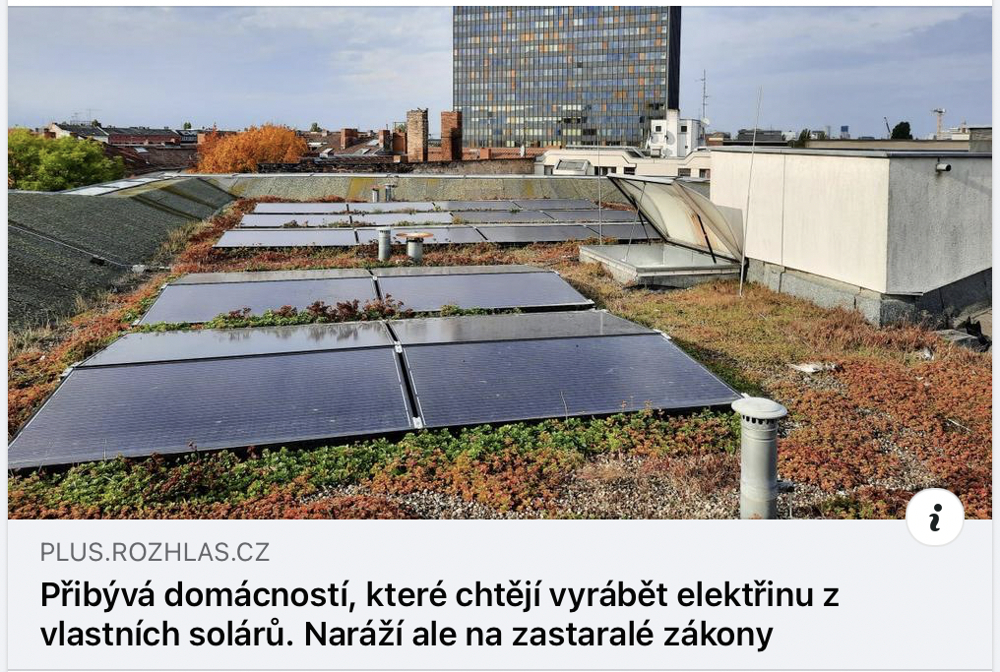 PLUS.ROZHLAS.CZ
Přibývá domácností, které chtějí vyrábět elektřinu z
vlastních solárů. Naráží ale na zastaralé zákony